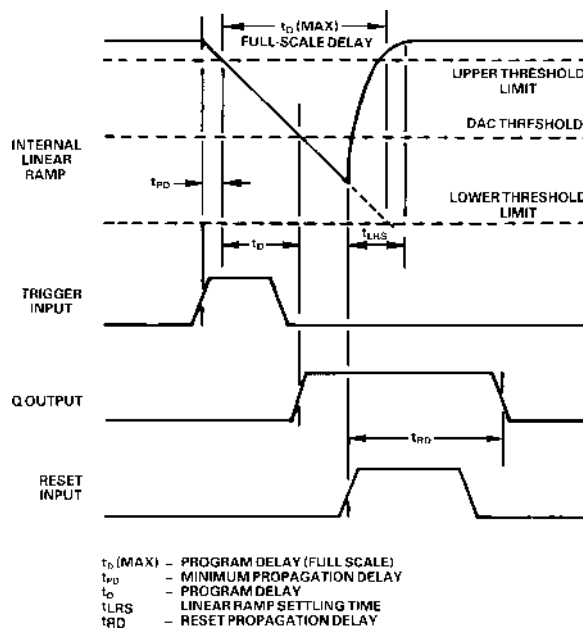 tD (MAX)
FULL-SCALE DELAY
UPPER THRESHOLD
LIMIT
DAC THRESHOLD
INTERNAL
LINEAR
RAMP
tPD
LOWER THRESHOLD
LIMIT
tD
tLRS
TRIGGER
INPUT
Q OUTPUT
tRD
RESET
INPUT
tD (MAX) – PROGRAM DELAY (FULL SCALE)
tPD – MINIMUM PROPAGATION DELAY
tD – PROGRAM DELAY
tLRS LINEAR RAMP SETTLING TIME
tRD – RESET PROPAGATION DELAY